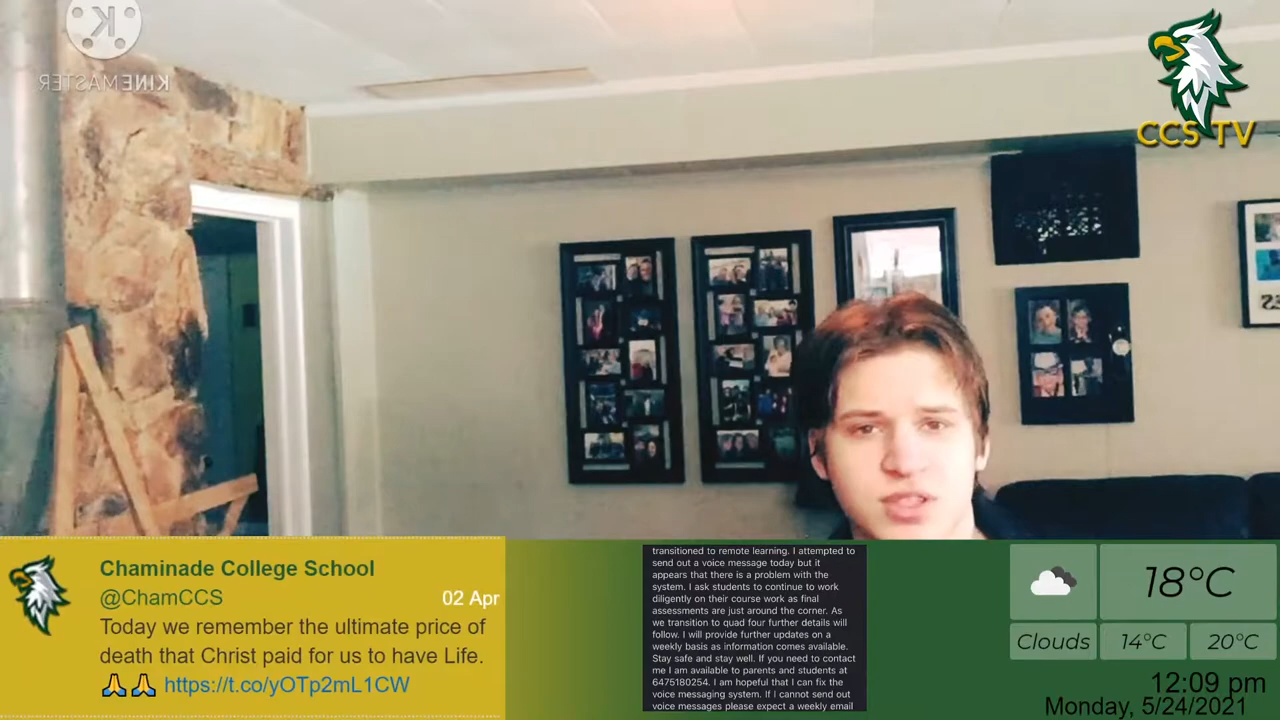 KINEMASTER
CCS TV
23
Chaminade College School
@ChamCCS
02 Apr
Today we remember the ultimate price of
death that Christ paid for us to have Life.
🙏🙏 https://t.co/yOTp2mL1CW
transitioned to remote learning. I attempted to
send out a voice message today but it
appears that there is a problem with the
system. I ask students to continue to work
diligently on their course work as final
assessments are just around the corner. As
we transition to quad four further details will
follow. I will provide further updates on a
weekly basis as information comes available.
Stay safe and stay well. If you need to contact
me I am available to parents and students at
6475180254. I am hopeful that I can fix the
voice messaging system. If I cannot send out
voice messages please expect a weekly email
18°C
Clouds
14°C
20°C
12:09 pm
Monday, 5/24/2021